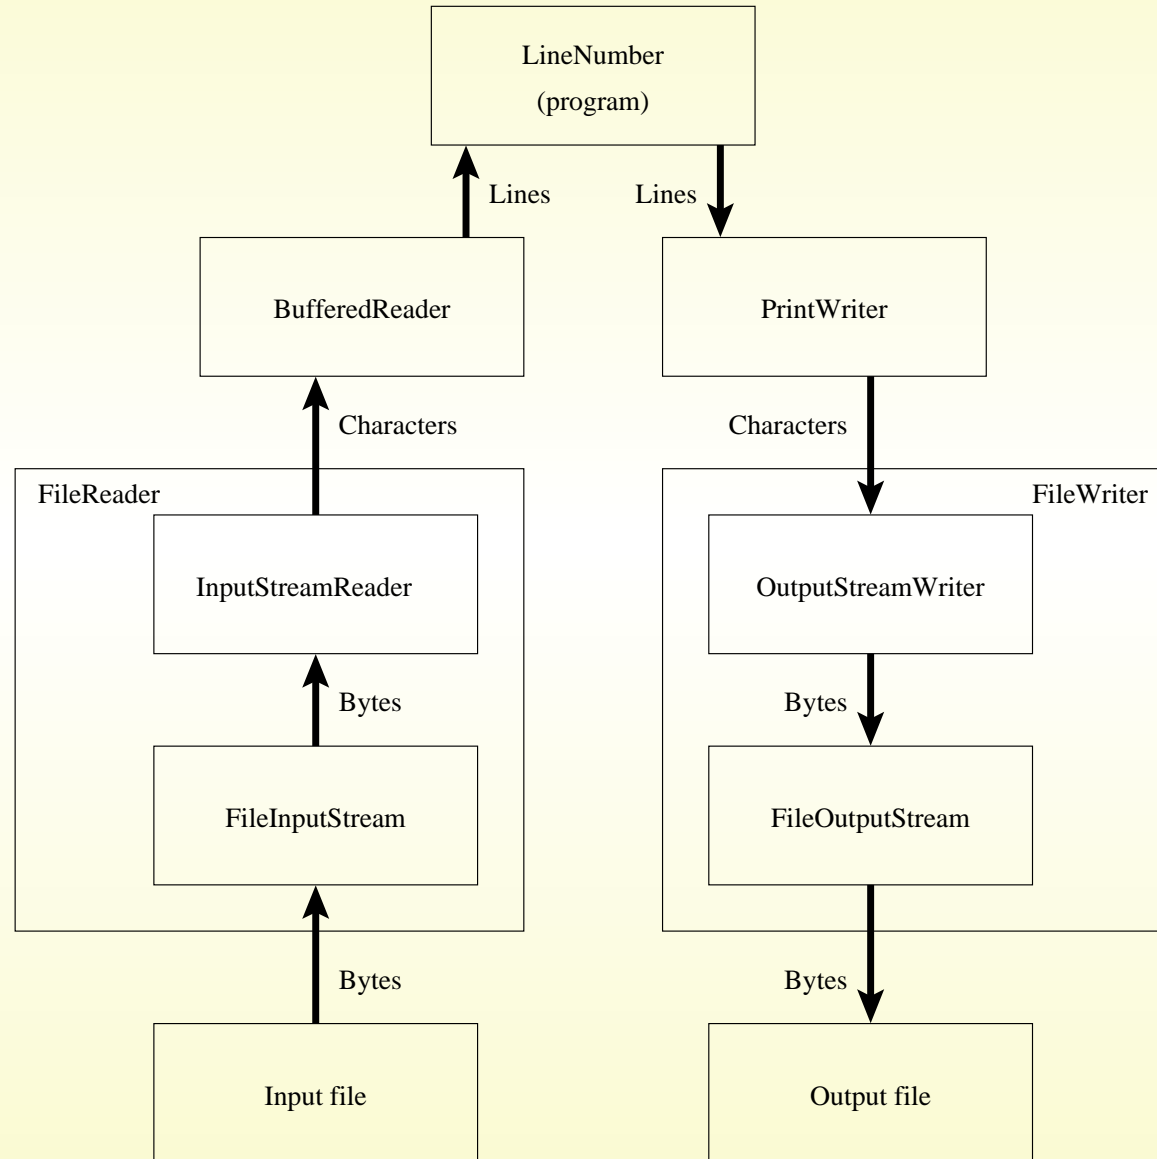 LineNumber
(program)
Lines
Lines
BufferedReader
PrintWriter
Characters
Characters
FileReader
FileWriter
InputStreamReader
OutputStreamWriter
Bytes
Bytes
FileInputStream
FileOutputStream
Bytes
Bytes
Input file
Output file